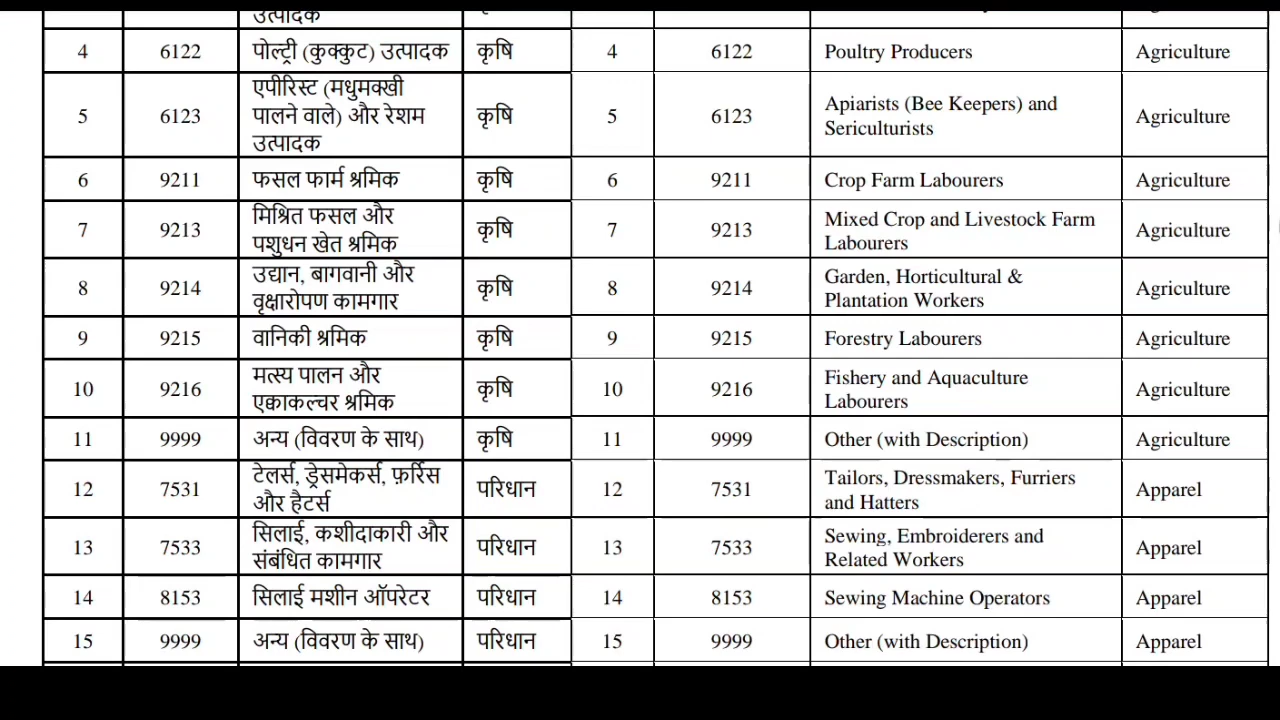 उत्पादक
4 6122 पोल्ट्री (कुक्कुट) उत्पादक कृषि 4 6122 Poultry Producers Agriculture
5 6123 एपीरिस्ट (मधुमक्खी पालने वाले) और रेशम उत्पादक कृषि 5 6123 Apiarists (Bee Keepers) and Sericulturists Agriculture
6 9211 फसल फार्म श्रमिक कृषि 6 9211 Crop Farm Labourers Agriculture
7 9213 मिश्रित फसल और पशुधन खेत श्रमिक कृषि 7 9213 Mixed Crop and Livestock Farm Labourers Agriculture
8 9214 उद्यान, बागवानी और वृक्षारोपण कामगार कृषि 8 9214 Garden, Horticultural & Plantation Workers Agriculture
9 9215 वानिकी श्रमिक कृषि 9 9215 Forestry Labourers Agriculture
10 9216 मत्स्य पालन और एक्वाकल्चर श्रमिक कृषि 10 9216 Fishery and Aquaculture Labourers Agriculture
11 9999 अन्य (विवरण के साथ) कृषि 11 9999 Other (with Description) Agriculture
12 7531 टेलर्स, ड्रेसमेकर्स, फ़र्रिस और हैटर्स परिधान 12 7531 Tailors, Dressmakers, Furriers and Hatters Apparel
13 7533 सिलाई, कशीदाकारी और संबंधित कामगार परिधान 13 7533 Sewing, Embroiderers and Related Workers Apparel
14 8153 सिलाई मशीन ऑपरेटर परिधान 14 8153 Sewing Machine Operators Apparel
15 9999 अन्य (विवरण के साथ) परिधान 15 9999 Other (with Description) Apparel